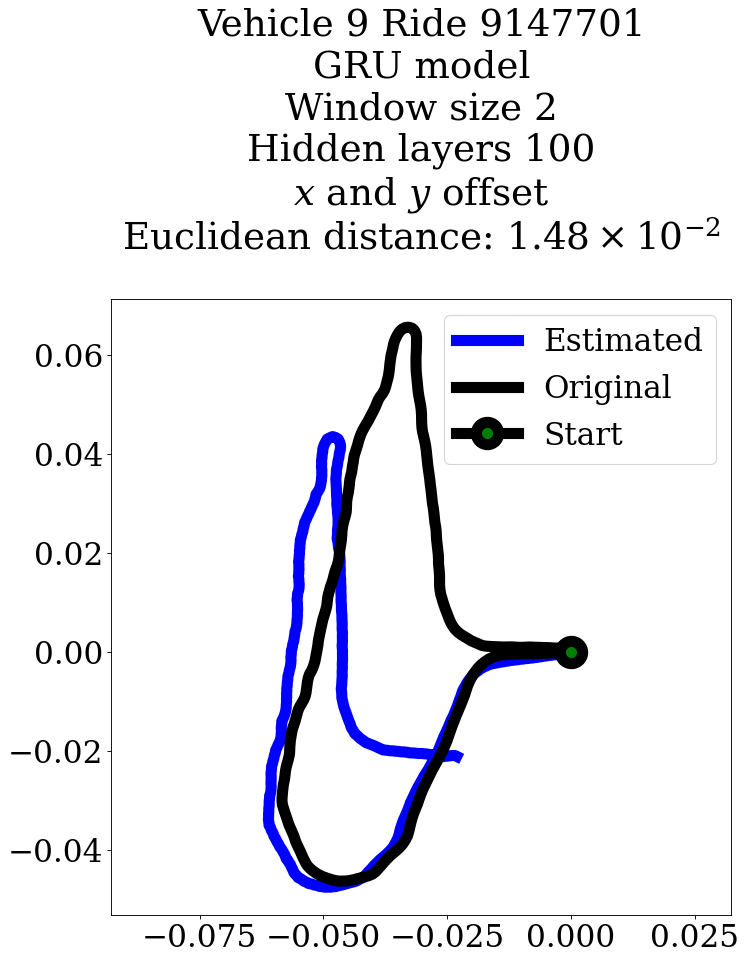 Vehicle 9 Ride 9147701
GRU model
Window size 2
Hidden layers 100
x and y offset
Euclidean distance: 1.48 × 10⁻²
Estimated
Original
Start
0.06
0.04
0.02
0.00
−0.02
−0.04
−0.075 −0.050 −0.025 0.000 0.025